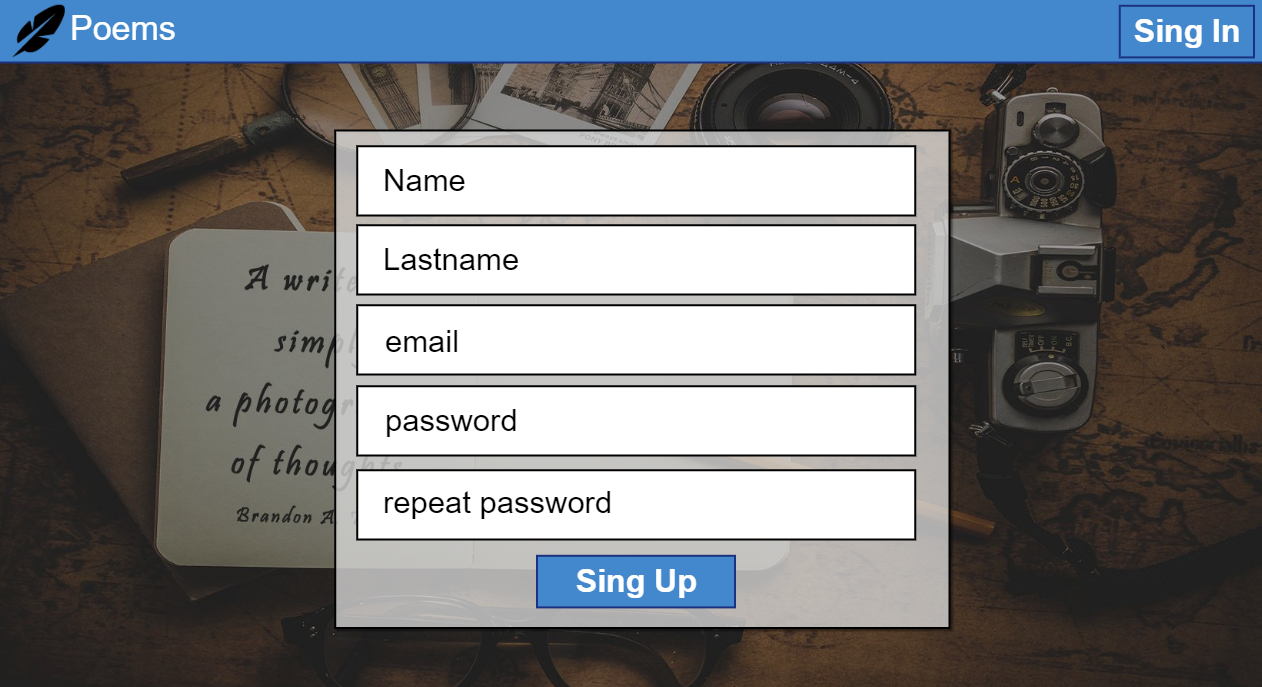 Poems
Sing In
Name
Lastname
email
password
repeat password
Sing Up
A write
simpl
a photogr
of thoughts
Brandon A.